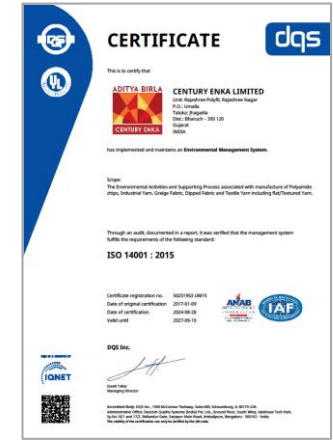 CERTIFICATE
dqs
This is to certify that
ADITYA BIRLA
CENTURY ENKA
CENTURY ENKA LIMITED
Unit: Rajashree Polyfil, Rajashree Nagar
P.O.: Umalla
Taluka: Jhagadia
Dist.: Bharuch – 393 120
Gujarat
INDIA
has implemented and maintains an Environmental Management System.
Scope:
The Environmental Activities and Supporting Process associated with manufacture of Polyamide
chips, Industrial Yarn, Greige Fabric, Dipped Fabric and Textile Yarn including flat/Textured Yarn.
Through an audit, documented in a report, it was verified that the management system
fulfills the requirements of the following standard:
ISO 14001 : 2015
Certificate registration no.
Date of original certification 2017-01-09
Date of certification 2024-08-28
Valid until 2027-09-10
ANAB
IAF
DQS Inc.
IQNET
Managing Director